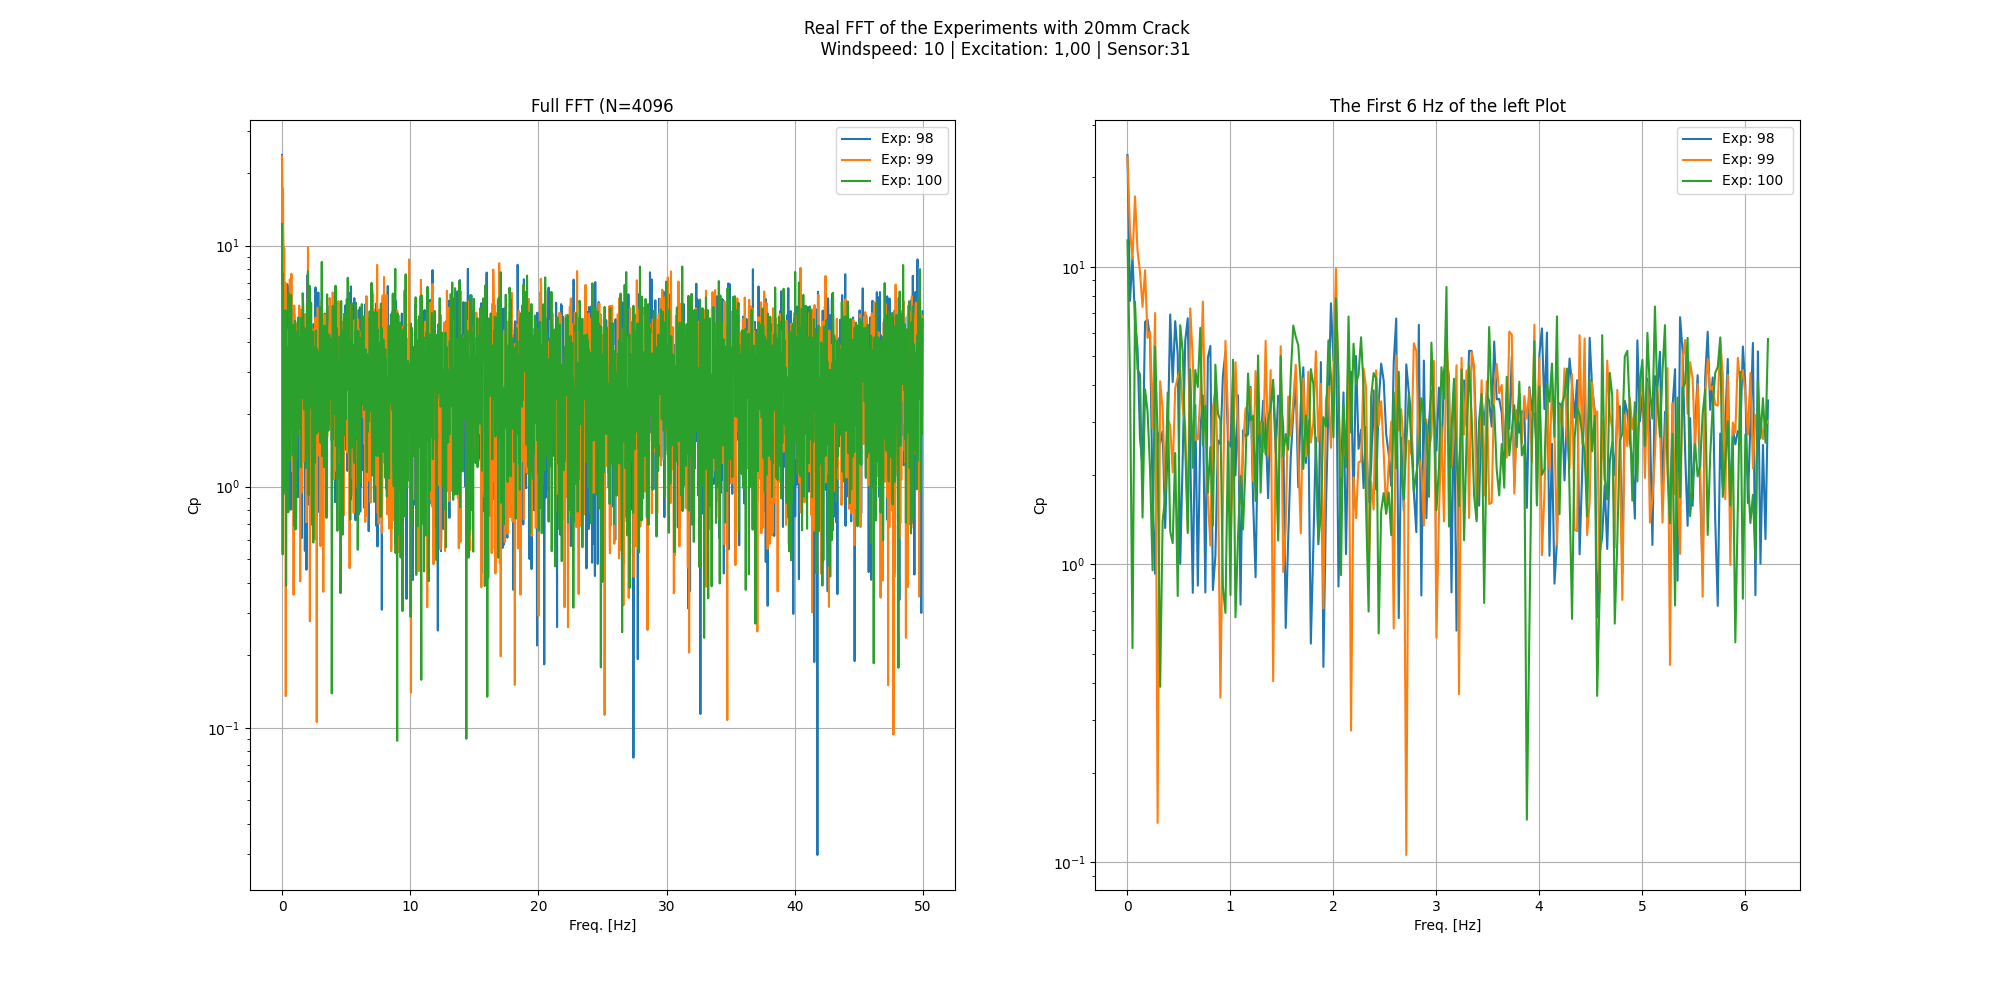 Real FFT of the Experiments with 20mm Crack
Windspeed: 10 | Excitation: 1,00 | Sensor:31
Full FFT (N=4096
Exp: 98
Exp: 99
Exp: 100
Cp
10¹
10⁰
10⁻¹
0 10 20 30 40 50
Freq. [Hz]
The First 6 Hz of the left Plot
Exp: 98
Exp: 99
Exp: 100
Cp
10¹
10⁰
10⁻¹
0 1 2 3 4 5 6
Freq. [Hz]